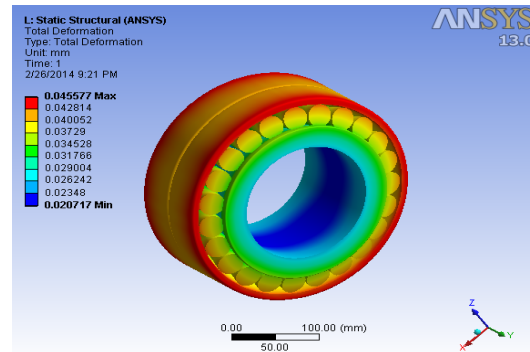 L: Static Structural (ANSYS)
Total Deformation
Type: Total Deformation
Unit: mm
Time: 1
2/26/2014 9:21 PM
0.045577 Max
0.042814
0.040052
0.03729
0.034528
0.031766
0.029004
0.026242
0.02348
0.020717 Min
ANSYS
13.0
0.00 100.00 (mm)
50.00
Z
Y
X